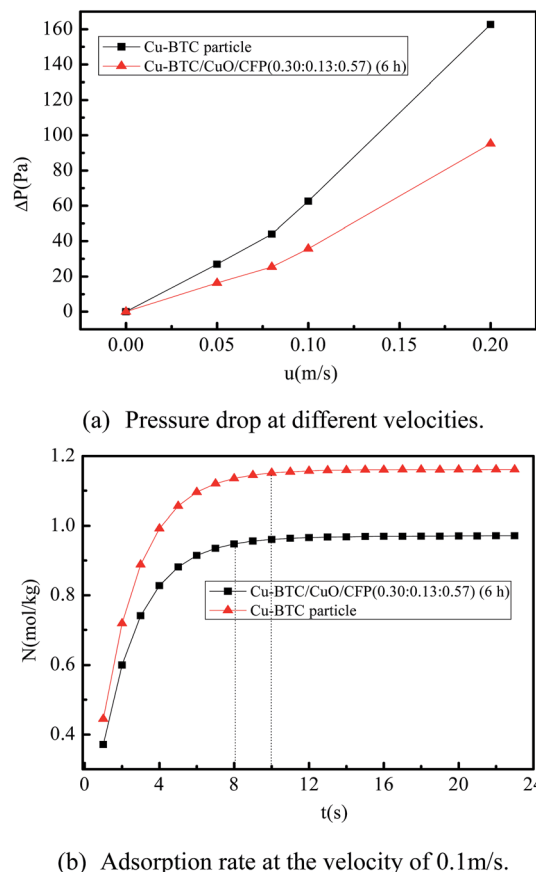 160
Cu-BTC particle
Cu-BTC/CuO/CFP(0.30:0.13:0.57) (6 h)
140
120
100
80
60
40
20
0
ΔP(Pa)
0.00 0.05 0.10 0.15 0.20
u(m/s)
(a) Pressure drop at different velocities.
1.2
1.0
0.8
0.6
0.4
N(mol/kg)
Cu-BTC/CuO/CFP(0.30:0.13:0.57) (6 h)
Cu-BTC particle
0 4 8 12 16 20 24
t(s)
(b) Adsorption rate at the velocity of 0.1m/s.